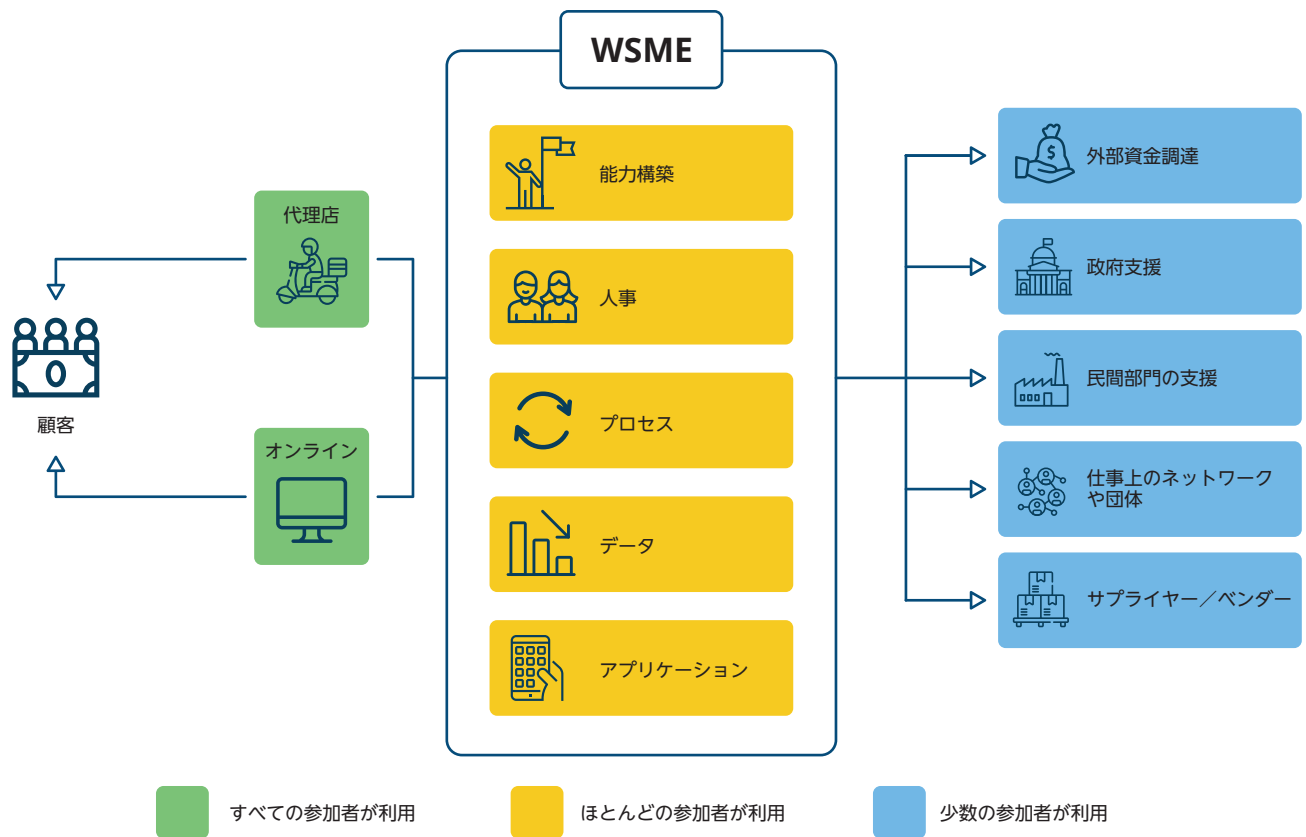 WSME
代理店
顧客
オンライン
能力構築
人事
プロセス
データ
アプリケーション
$
外部資金調達
政府支援
民間部門の支援
仕事上のネットワーク
や団体
サプライヤー／ベンダー
すべての参加者が利用
ほとんどの参加者が利用
少数の参加者が利用